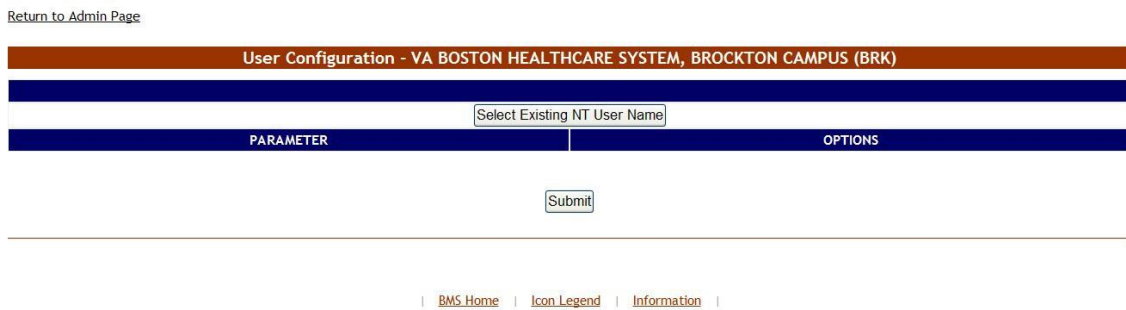 Return to Admin Page
User Configuration - VA BOSTON HEALTHCARE SYSTEM, BROCKTON CAMPUS (BRK)
Select Existing NT User Name
PARAMETER OPTIONS
Submit
| BMS Home | Icon Legend | Information |